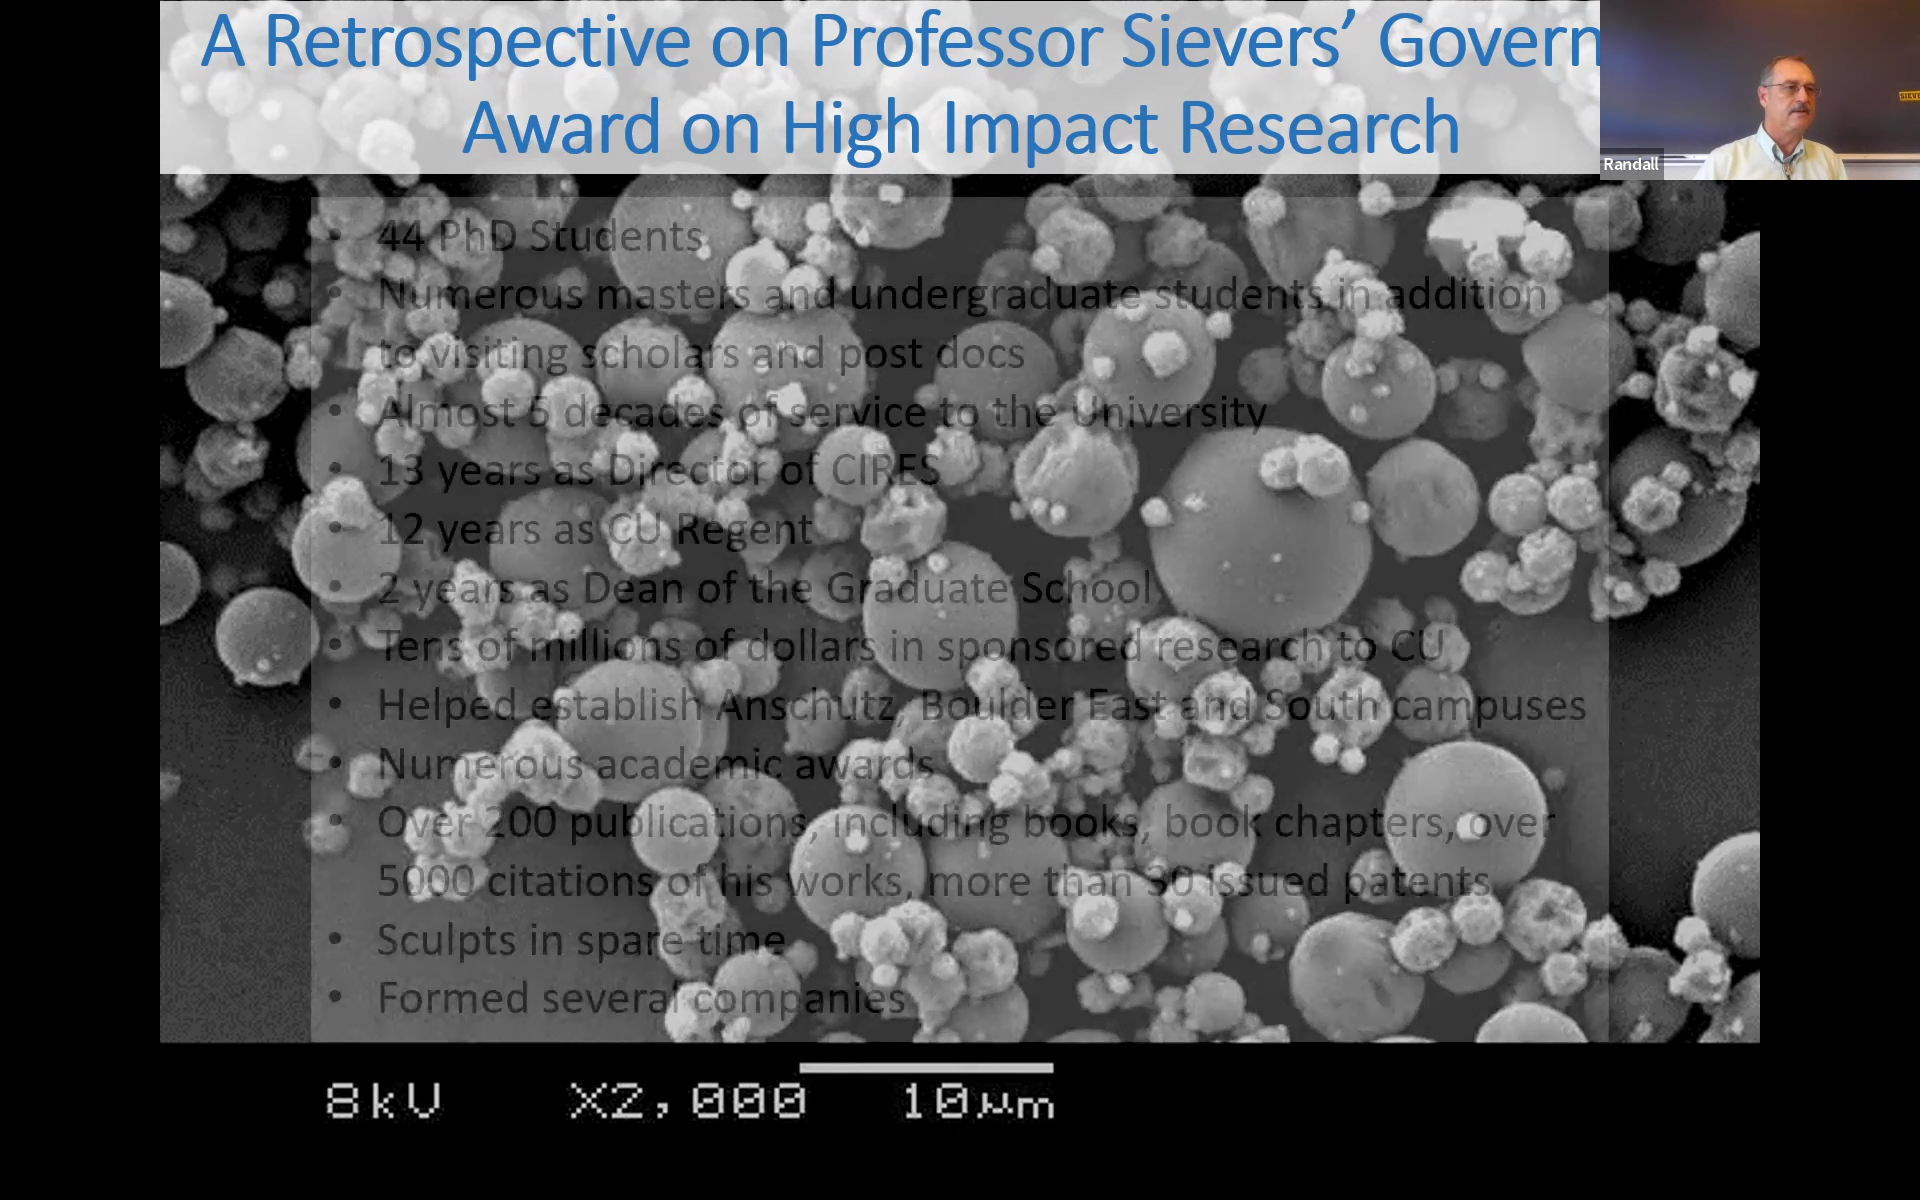 A Retrospective on Professor Sievers’ Govern
Award on High Impact Research
SIEVE
Randall
• 44 PhD Students
• Numerous masters and undergraduate students in addition
to visiting scholars and post docs
• Almost 5 decades of service to the University
• 13 years as Director of CIRES
• 12 years as CU Regent
• 2 years as Dean of the Graduate School
• Tens of millions of dollars in sponsored research to CU
• Helped establish Anschutz, Boulder East and South campuses
• Numerous academic awards
• Over 200 publications, including books, book chapters, over
5000 citations of his works, more than 30 issued patents
• Sculpts in spare time
• Formed several companies
8kV X2,000 10µm